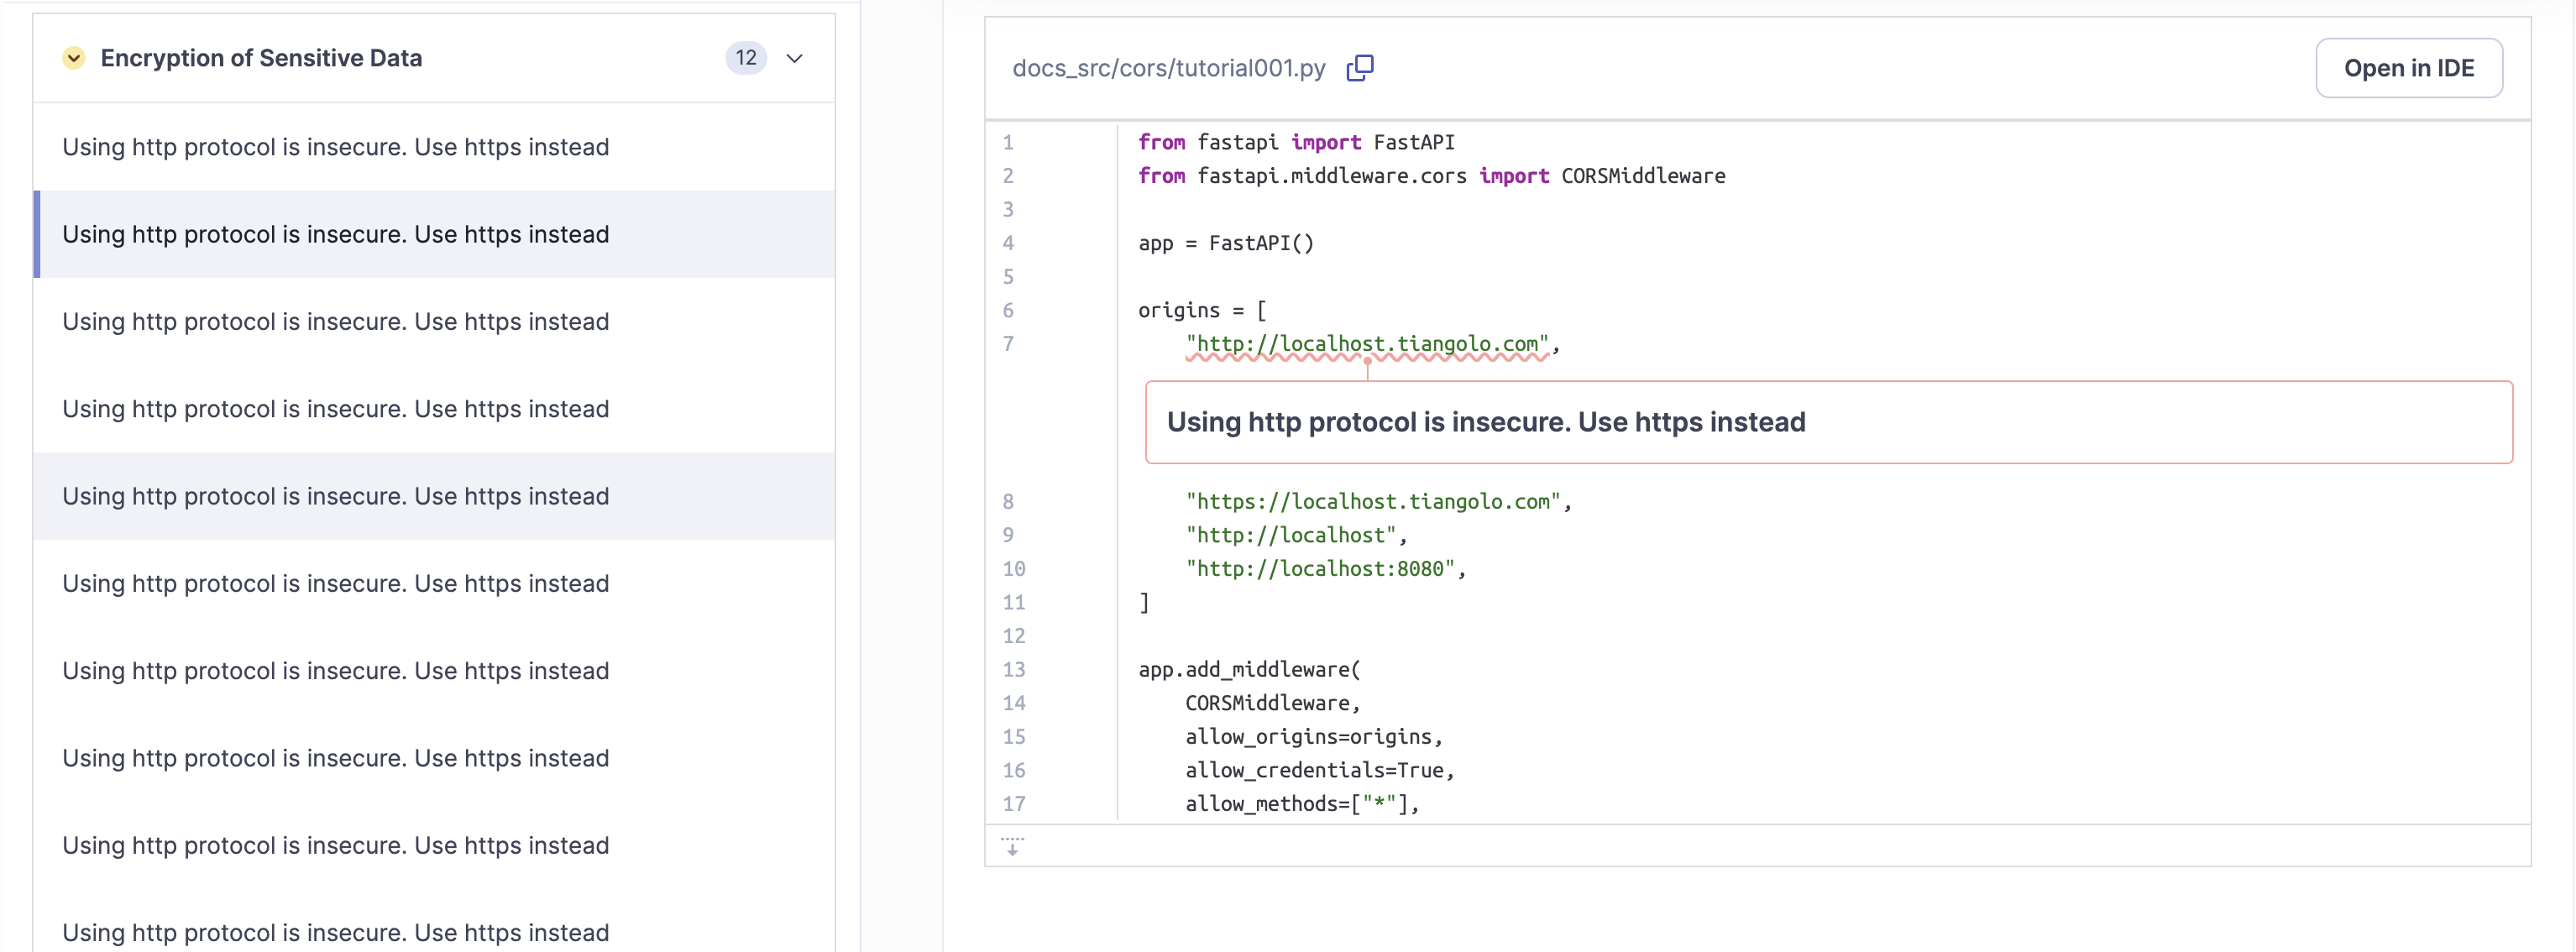 Encryption of Sensitive Data 12
Using http protocol is insecure. Use https instead
Using http protocol is insecure. Use https instead
Using http protocol is insecure. Use https instead
Using http protocol is insecure. Use https instead
Using http protocol is insecure. Use https instead
Using http protocol is insecure. Use https instead
Using http protocol is insecure. Use https instead
Using http protocol is insecure. Use https instead
Using http protocol is insecure. Use https instead
Using http protocol is insecure. Use https instead
docs_src/cors/tutorial001.py
Open in IDE
1 from fastapi import FastAPI
2 from fastapi.middleware.cors import CORSMiddleware
3
4 app = FastAPI()
5
6 origins = [
7     "http://localhost.tiangolo.com",
Using http protocol is insecure. Use https instead
8     "https://localhost.tiangolo.com",
9     "http://localhost",
10     "http://localhost:8080",
11 ]
12
13 app.add_middleware(
14     CORSMiddleware,
15     allow_origins=origins,
16     allow_credentials=True,
17     allow_methods=["*"],